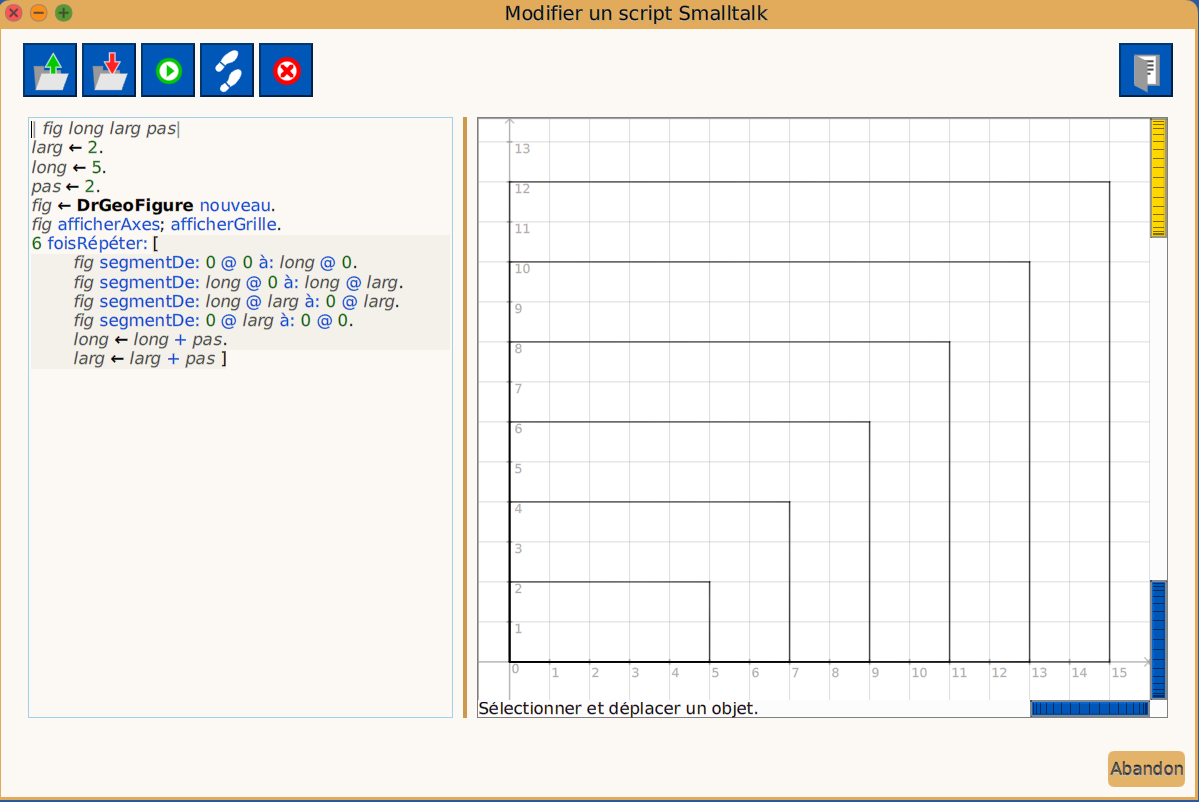 Modifier un script Smalltalk
| fig long larg pas|
larg ← 2.
long ← 5.
pas ← 2.
fig ← DrGeoFigure nouveau.
fig afficherAxes; afficherGrille.
6 foisRépéter: [
fig segmentDe: 0 @ 0 à: long @ 0.
fig segmentDe: long @ 0 à: long @ larg.
fig segmentDe: long @ larg à: 0 @ larg.
fig segmentDe: 0 @ larg à: 0 @ 0.
long ← long + pas.
larg ← larg + pas ]
13
12
11
10
9
8
7
6
5
4
3
2
1
0 1 2 3 4 5 6 7 8 9 10 11 12 13 14 15
Sélectionner et déplacer un objet.
Abandon